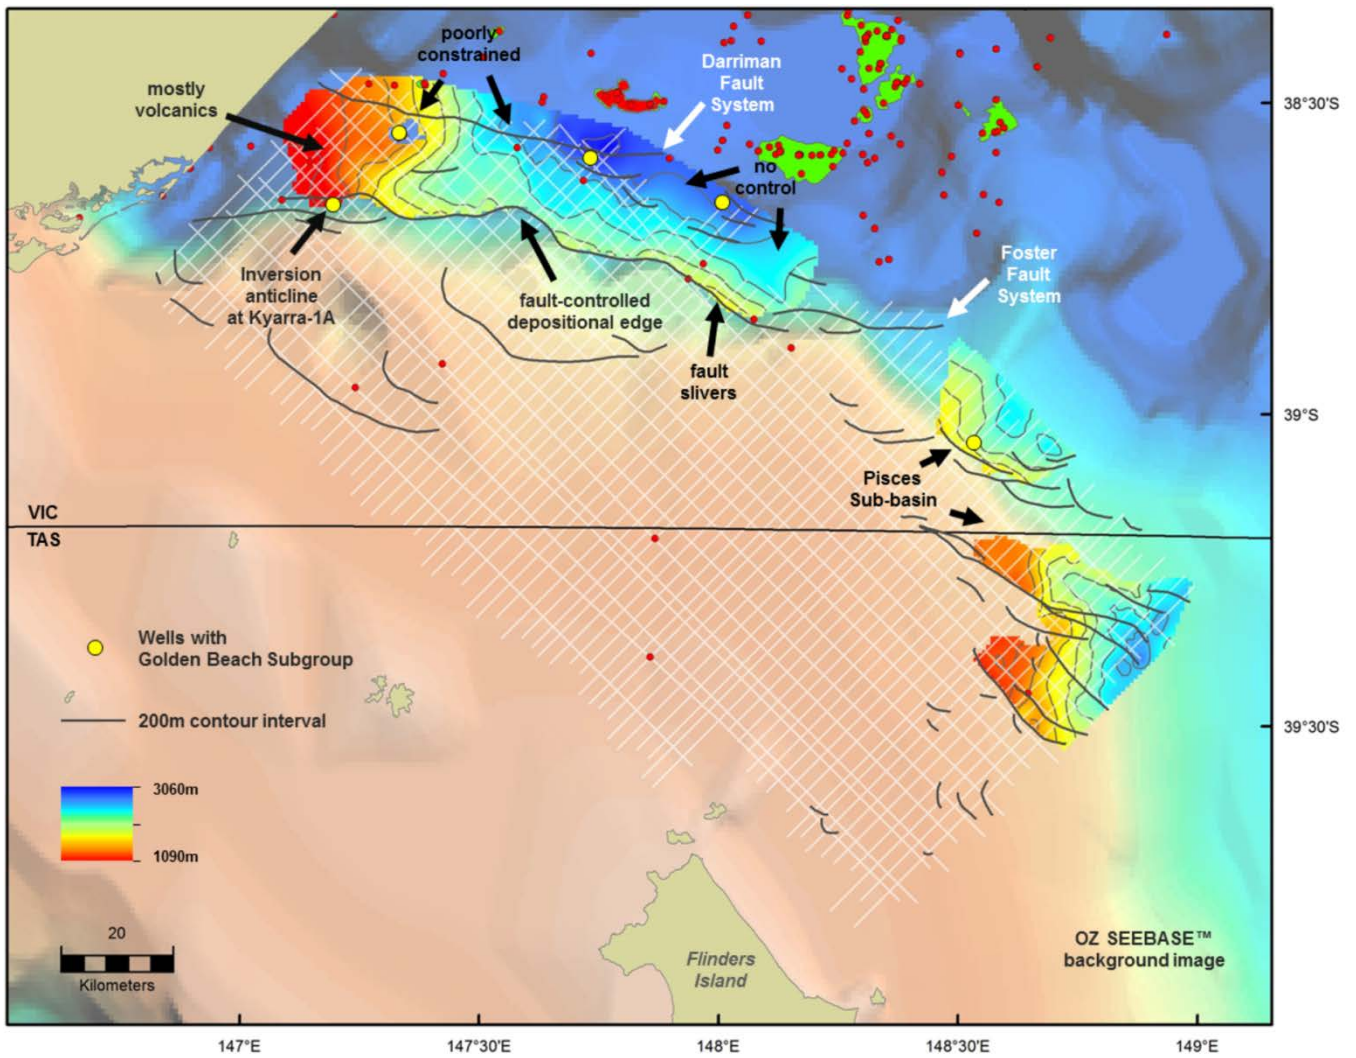 poorly
constrained
Darriman
Fault
System
mostly
volcanics
38°30'S
no
control
Foster
Fault
System
Inversion
anticline
at Kyarra-1A
fault-controlled
depositional edge
fault
slivers
39°S
Pisces
Sub-basin
VIC
TAS
Wells with
Golden Beach Subgroup
200m contour interval
39°30'S
3060m
1090m
20
Kilometers
Flinders
Island
OZ SEEBASE™
background image
147°E
147°30'E
148°E
148°30'E
149°E